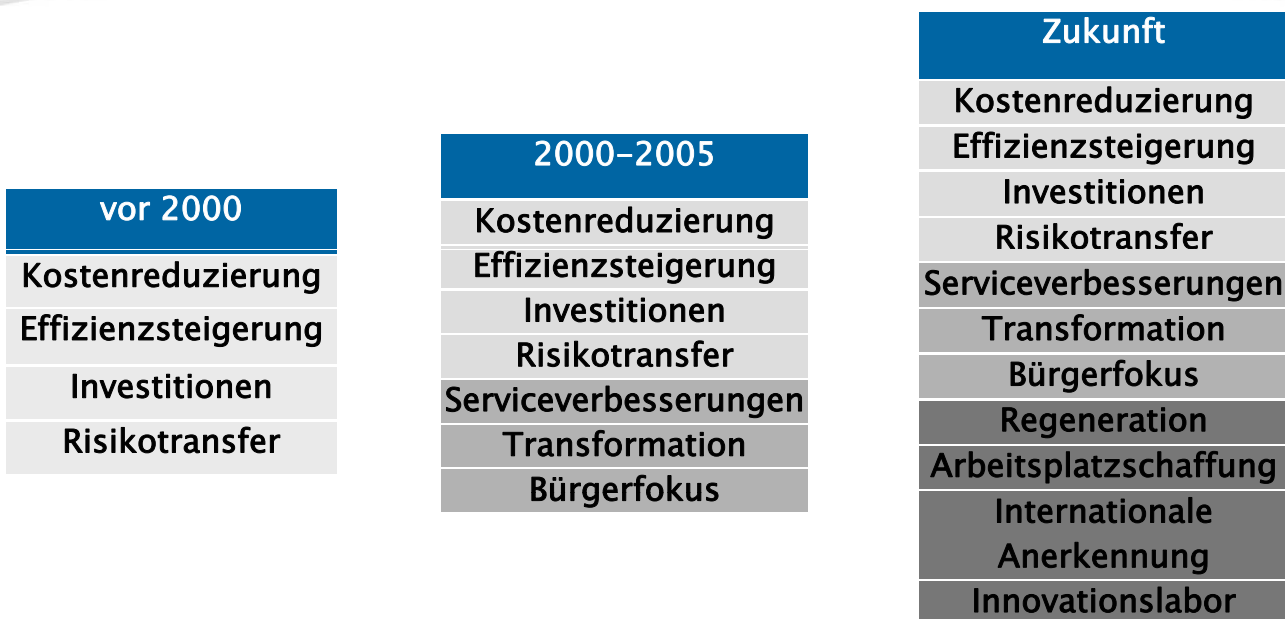 vor 2000
Kostenreduzierung
Effizienzsteigerung
Investitionen
Risikotransfer
2000-2005
Kostenreduzierung
Effizienzsteigerung
Investitionen
Risikotransfer
Serviceverbesserungen
Transformation
Bürgerfokus
Zukunft
Kostenreduzierung
Effizienzsteigerung
Investitionen
Risikotransfer
Serviceverbesserungen
Transformation
Bürgerfokus
Regeneration
Arbeitsplatzschaffung
Internationale
Anerkennung
Innovationslabor